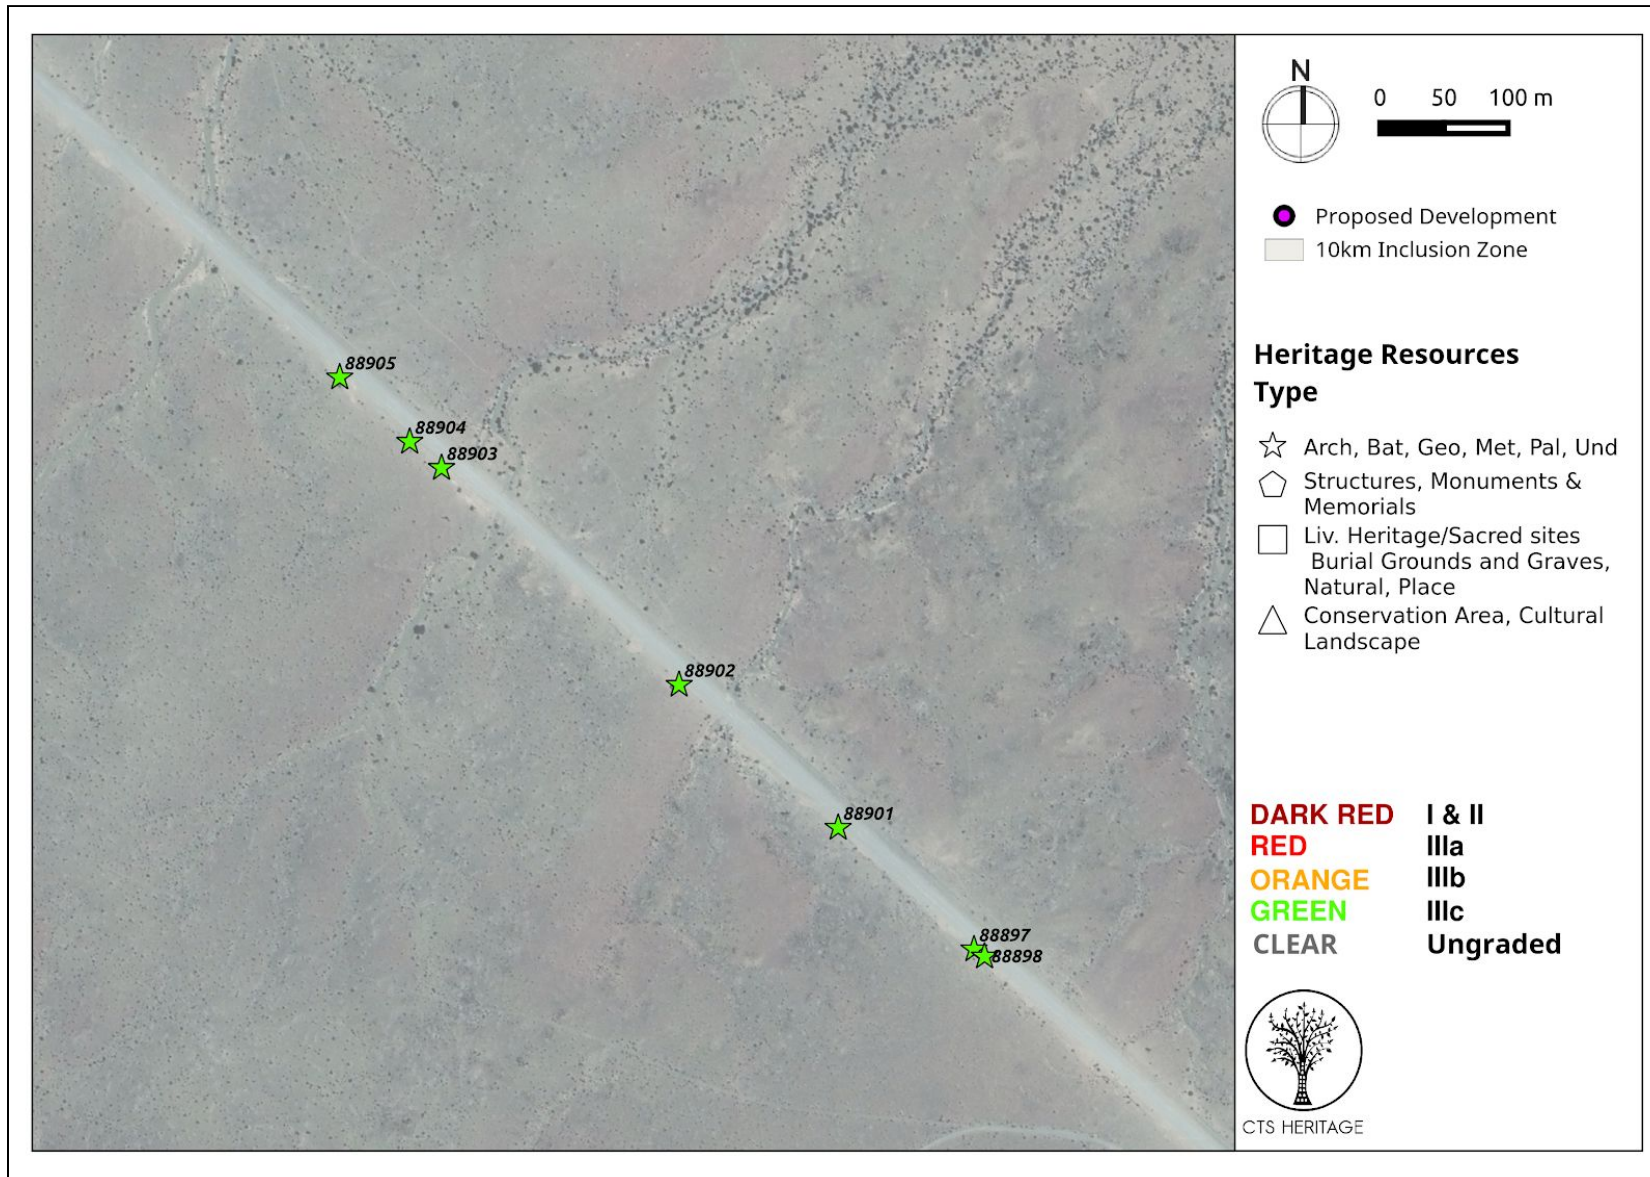 88905
88904
88903
88902
88901
88897
88898
N
0 50 100 m
Proposed Development
10km Inclusion Zone
Heritage Resources
Type
Arch, Bat, Geo, Met, Pal, Und
Structures, Monuments &
Memorials
Liv. Heritage/Sacred sites
Burial Grounds and Graves,
Natural, Place
Conservation Area, Cultural
Landscape
DARK RED I & II
RED IIIa
ORANGE IIIb
GREEN IIIc
CLEAR Ungraded
CTS HERITAGE